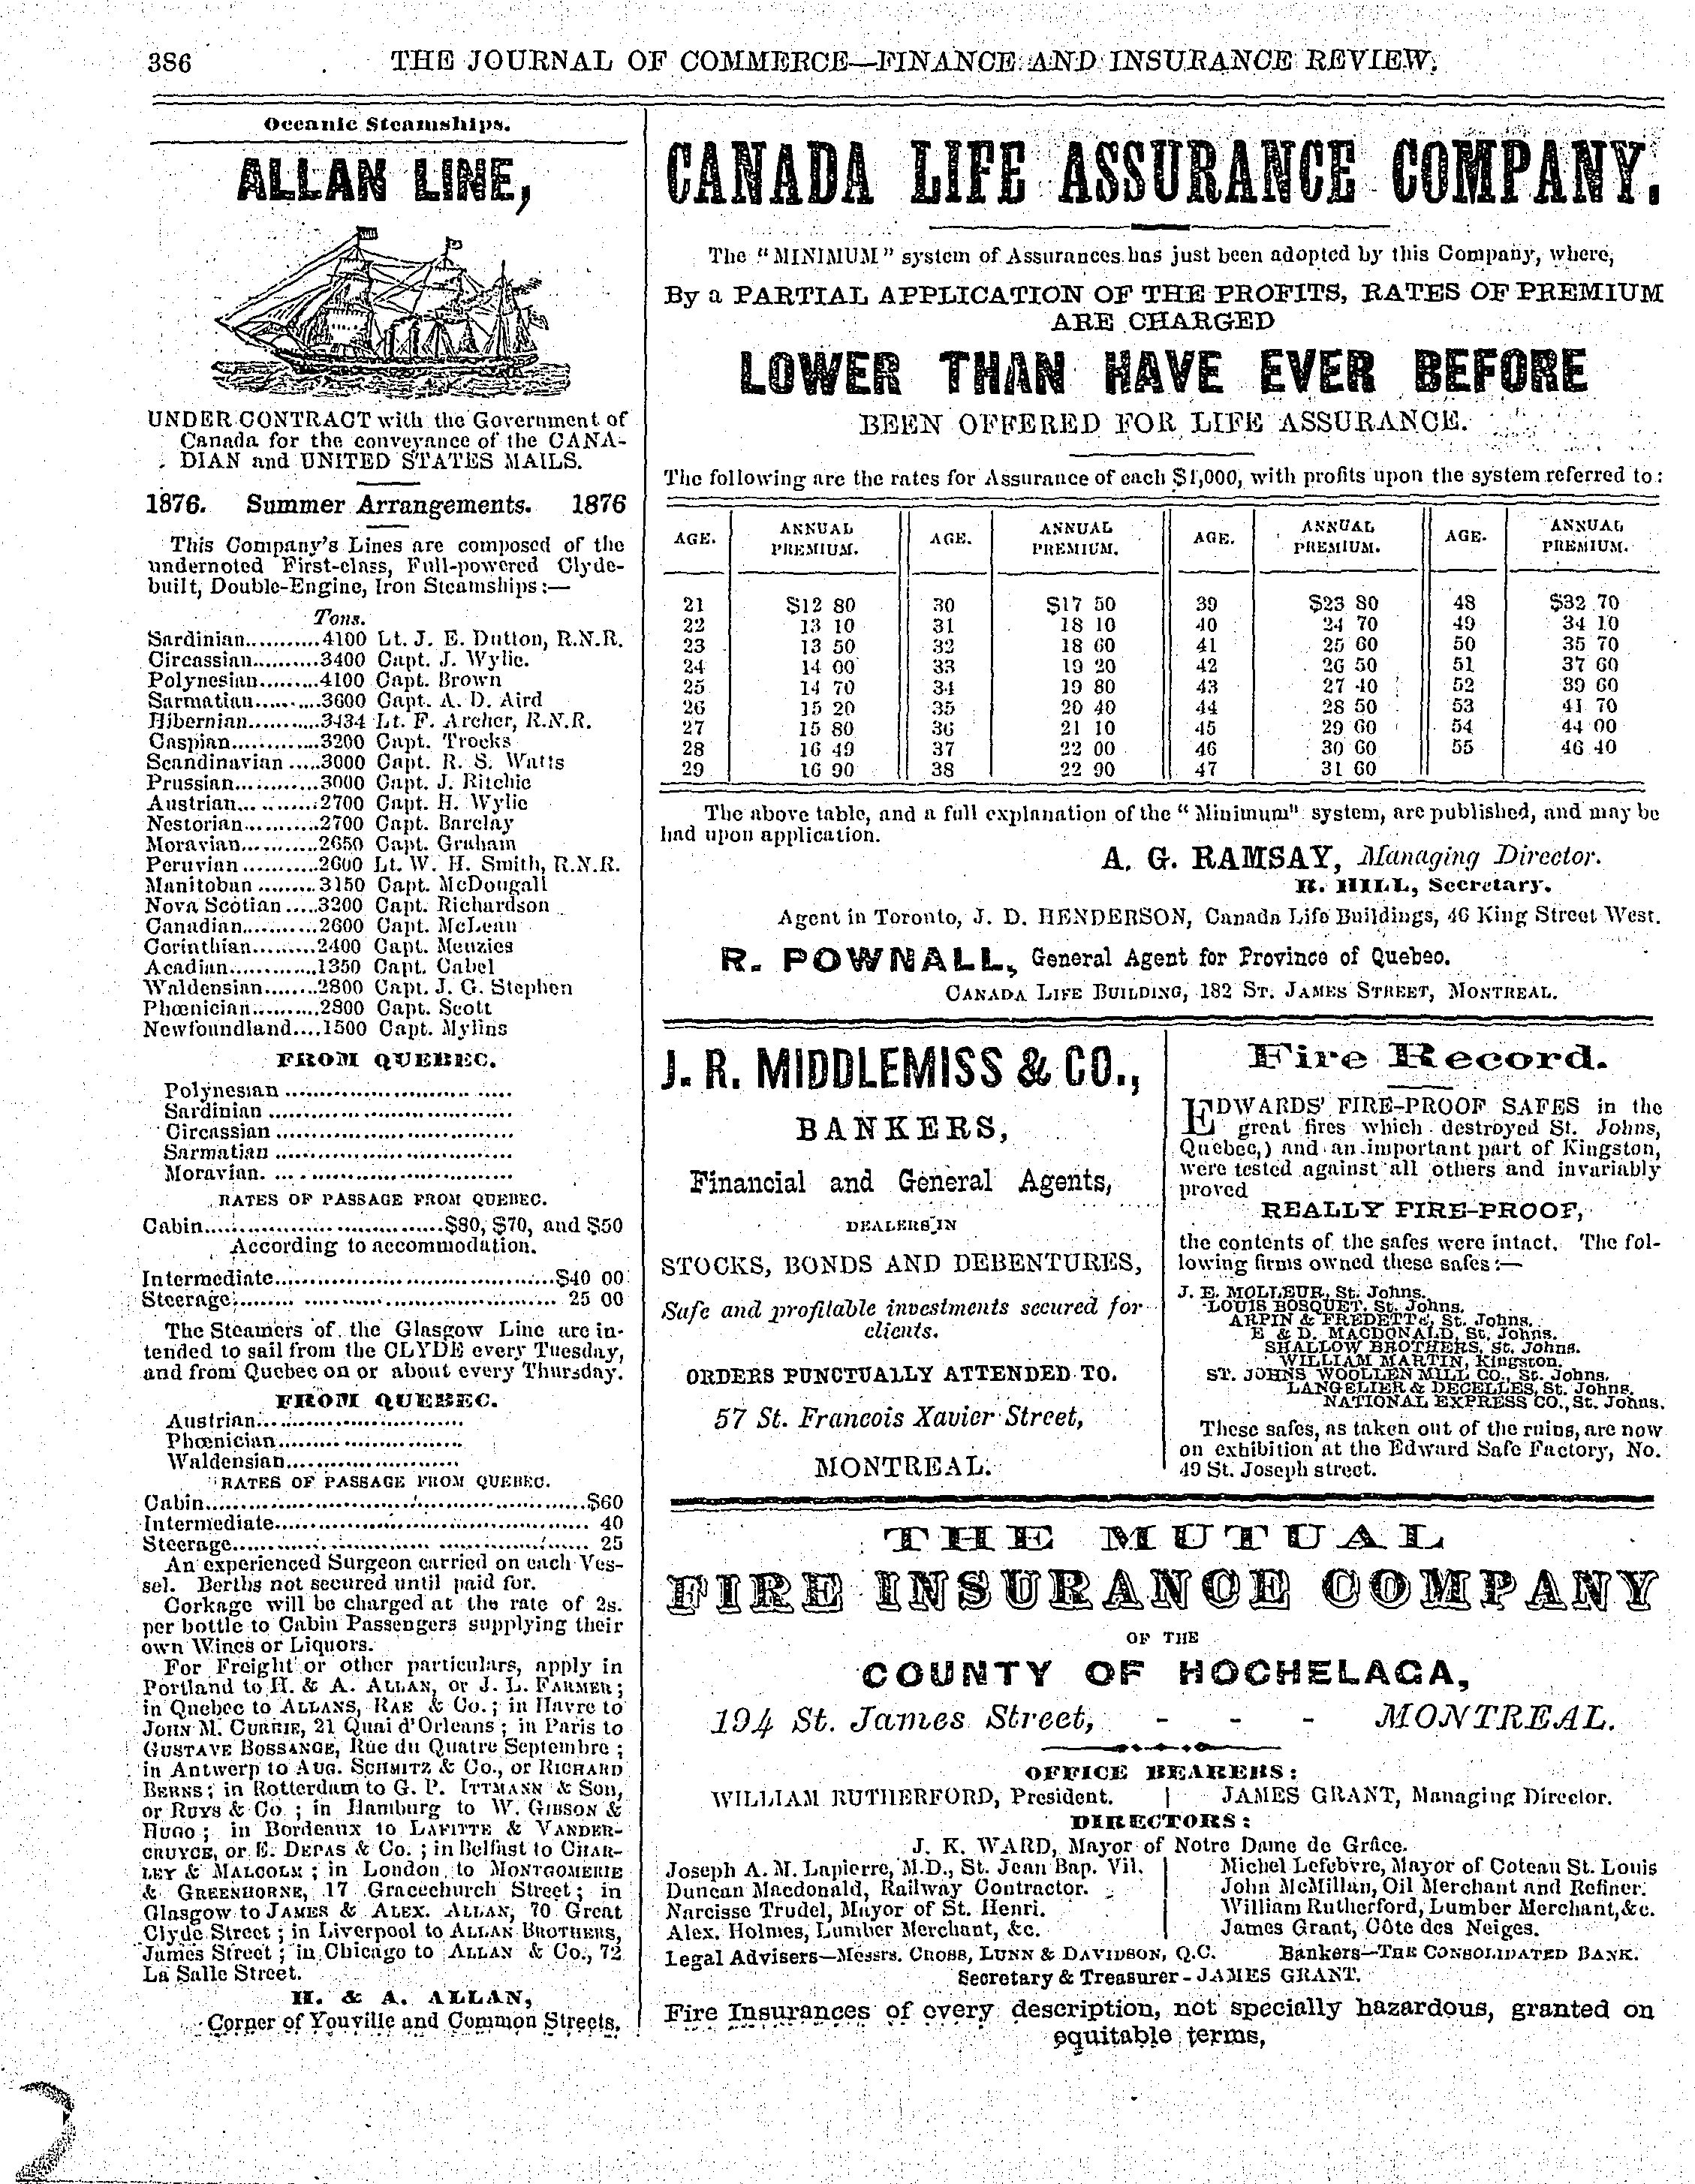 386 THE JOURNAL OF COMMERCE—FINANCE AND INSURANCE REVIEW.
Oceanic Steamships.
ALLAN LINE,
UNDER CONTRACT with the Government of
Canada for the conveyance of the CANA-
DIAN and UNITED STATES MAILS.
1876. Summer Arrangements. 1876
This Company's Lines are composed of the
undernoted First-class, Full-powered Clyde-
built, Double-Engine, Iron Steamships:—
Tons.
Sardinian...........4100 Lt. J. E. Dutton, R.N.R.
Circassian..........3400 Capt. J. Wylie.
Polynesian.........4100 Capt. Brown
Sarmatian..........3600 Capt. A. D. Aird
Hibernian...........3434 Lt. F. Archer, R.N.R.
Caspian.............3200 Capt. Trocks
Scandinavian .....3000 Capt. R. S. Watts
Prussian............3000 Capt. J. Ritchie
Austrian............2700 Capt. H. Wylie
Nestorian...........2700 Capt. Barclay
Moravian...........2650 Capt. Graham
Peruvian ...........2600 Lt. W. H. Smith, R.N.R.
Manitoban .........3150 Capt. McDougall
Nova Scotian.....3200 Capt. Richardson
Canadian...........2600 Capt. McLean
Corinthian.........2400 Capt. Menzies
Acadian............1350 Capt. Cabel
Waldensian........2800 Capt. J. G. Stephen
Phœnician..........2800 Capt. Scott
Newfoundland....1500 Capt. Mylins
FROM QUEBEC.
Polynesian ...............................
Sardinian ...............................
Circassian ...............................
Sarmatian ...............................
Moravian. ...............................
RATES OF PASSAGE FROM QUEBEC.
Cabin..............................$80, $70, and $50
According to accommodation.
Intermediate.....................................$40 00
Steerage.......................................... 25 00
The Steamers of the Glasgow Line are in-
tended to sail from the CLYDE every Tuesday,
and from Quebec on or about every Thursday.
FROM QUEBEC.
Austrian...........................
Phœnician.........................
Waldensian.......................
RATES OF PASSAGE FROM QUEBEC.
Cabin..................................................$60
Intermediate......................................... 40
Steerage............................................... 25
An experienced Surgeon carried on each Ves-
sel. Berths not secured until paid for.
Corkage will be charged at the rate of 2s.
per bottle to Cabin Passengers supplying their
own Wines or Liquors.
For Freight or other particulars, apply in
Portland to H. & A. ALLAN, or J. L. FARMER;
in Quebec to ALLANS, RAE & Co.; in Havre to
JOHN M. CURRIE, 21 Quai d'Orleans; in Paris to
GUSTAVE BOSSANGE, Rue du Quatre Septembre;
in Antwerp to AUG. SCHMITZ & Co., or RICHARD
BERNS; in Rotterdam to G. P. ITTMANN & Son,
or RUYS & Co.; in Hamburg to W. GIBSON &
HUGO; in Bordeaux to LAFITTE & VANDER-
CRUYCE, or E. DEPAS & Co.; in Belfast to CHAR-
LEY & MALCOLM; in London to MONTGOMERIE
& GREENHORNE, 17 Gracechurch Street; in
Glasgow to JAMES & ALEX. ALLAN, 70 Great
Clyde Street; in Liverpool to ALLAN BROTHERS,
James Street; in Chicago to ALLAN & Co., 72
La Salle Street.
H. & A. ALLAN,
Corner of Youville and Common Streets.
CANADA LIFE ASSURANCE COMPANY.
The "MINIMUM" system of Assurances has just been adopted by this Company, where,
By a PARTIAL APPLICATION OF THE PROFITS, RATES OF PREMIUM
ARE CHARGED
LOWER THAN HAVE EVER BEFORE
BEEN OFFERED FOR LIFE ASSURANCE.
The following are the rates for Assurance of each $1,000, with profits upon the system referred to:
AGE. ANNUAL PREMIUM. AGE. ANNUAL PREMIUM. AGE. ANNUAL PREMIUM. AGE. ANNUAL PREMIUM.
21 $12 80 30 $17 50 39 $23 80 48 $32 70
22 13 10 31 18 10 40 24 70 49 34 10
23 13 50 32 18 60 41 25 60 50 35 70
24 14 00 33 19 20 42 26 50 51 37 60
25 14 70 34 19 80 43 27 40 52 39 60
26 15 20 35 20 40 44 28 50 53 41 70
27 15 80 36 21 10 45 29 60 54 44 00
28 16 40 37 22 00 46 30 60 55 46 40
29 16 90 38 22 90 47 31 60
The above table, and a full explanation of the "Minimum" system, are published, and may be
had upon application.
A. G. RAMSAY, Managing Director.
R. HILL, Secretary.
Agent in Toronto, J. D. HENDERSON, Canada Life Buildings, 46 King Street West.
R. POWNALL, General Agent for Province of Quebec.
CANADA LIFE BUILDING, 182 ST. JAMES STREET, MONTREAL.
J. R. MIDDLEMISS & CO.,
BANKERS,
Financial and General Agents,
DEALERS IN
STOCKS, BONDS AND DEBENTURES,
Safe and profitable investments secured for
clients.
ORDERS PUNCTUALLY ATTENDED TO.
57 St. Francois Xavier Street,
MONTREAL.
Fire Record.
EDWARDS' FIRE-PROOF SAFES in the
great fires which destroyed St. Johns,
Quebec,) and an important part of Kingston,
were tested against all others and invariably
proved
REALLY FIRE-PROOF,
the contents of the safes were intact. The fol-
lowing firms owned these safes:—
J. E. MOLLEUR, St. Johns.
LOUIS BOSQUET, St. Johns.
ARPIN & FREDETTE, St. Johns.
E & D. MACDONALD, St. Johns.
SHALLOW BROTHERS, St. Johns.
WILLIAM MARTIN, Kingston.
ST. JOHNS WOOLLEN MILL CO., St. Johns.
LANGELIER & DECELLES, St. Johns.
NATIONAL EXPRESS CO., St. Johns.
These safes, as taken out of the ruins, are now
on exhibition at the Edward Safe Factory, No.
49 St. Joseph street.
THE MUTUAL
FIRE INSURANCE COMPANY
OF THE
COUNTY OF HOCHELAGA,
194 St. James Street, - - - MONTREAL.
OFFICE BEARERS:
WILLIAM RUTHERFORD, President. | JAMES GRANT, Managing Director.
DIRECTORS:
J. K. WARD, Mayor of Notre Dame de Grâce.
Joseph A. M. Lapierre, M.D., St. Jean Bap. Vil. | Michel Lefebvre, Mayor of Coteau St. Louis
Duncan Macdonald, Railway Contractor. | John McMillan, Oil Merchant and Refiner.
Narcisse Trudel, Mayor of St. Henri. | William Rutherford, Lumber Merchant, &c.
Alex. Holmes, Lumber Merchant, &c. | James Grant, Côte des Neiges.
Legal Advisers—Messrs. CROSS, LUNN & DAVIDSON, Q.C. Bankers—THE CONSOLIDATED BANK.
Secretary & Treasurer - JAMES GRANT.
Fire Insurances of every description, not specially hazardous, granted on
equitable terms,